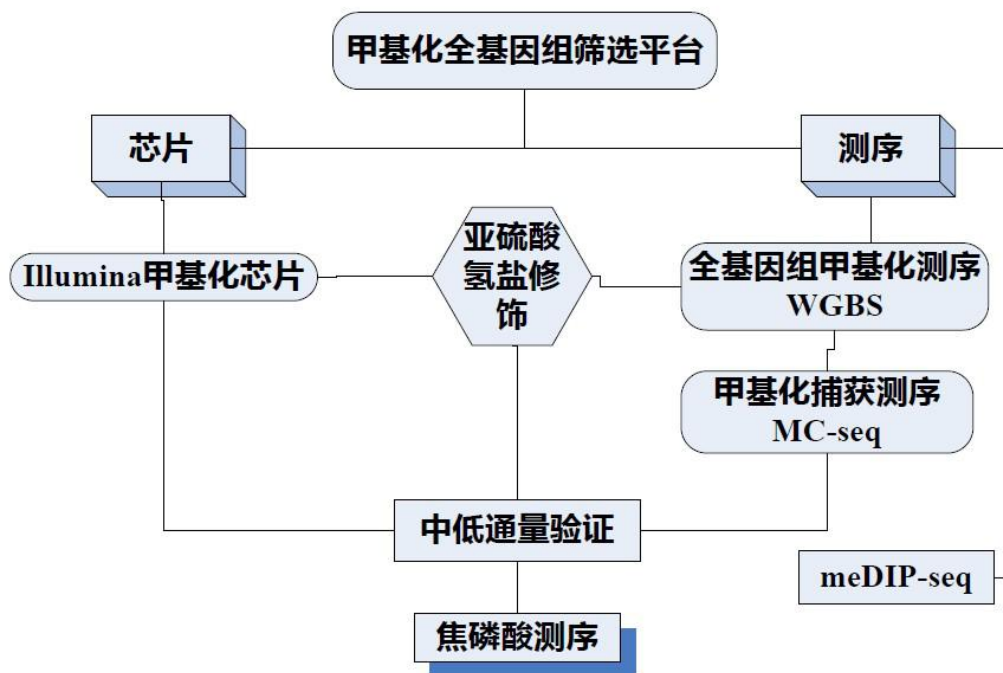 甲基化全基因组筛选平台
芯片
测序
Illumina甲基化芯片
亚硫酸
氢盐修
饰
全基因组甲基化测序
WGBS
甲基化捕获测序
MC-seq
中低通量验证
meDIP-seq
焦磷酸测序